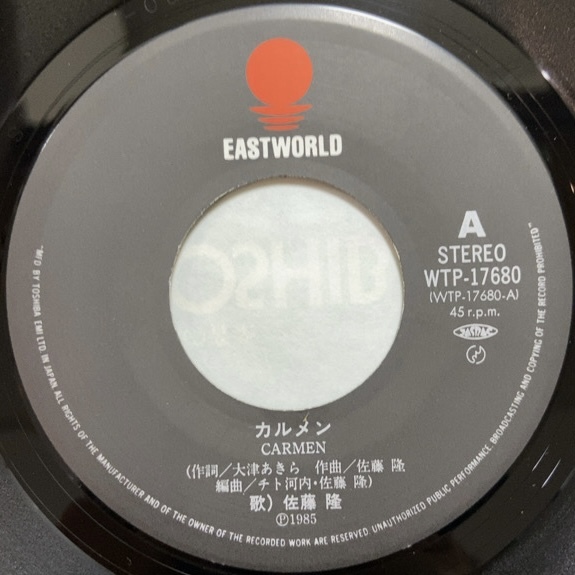 EASTWORLD
A
STEREO
WTP-17680
(WTP-17680-A)
45 r.p.m.
JASRAC
カルメン
CARMEN
(作詞/大津あきら 作曲/佐藤 隆
編曲/チト河内・佐藤 隆)
歌) 佐藤 隆
Ⓟ1985
"MFD BY TOSHIBA EMI LTD. IN JAPAN ALL RIGHTS OF THE MANUFACTURER AND OF THE OWNER OF THE RECORDED WORK ARE RESERVED UNAUTHORIZED PUBLIC PERFORMANCE, BROADCASTING AND COPYING OF THE RECORD PROHIBITED"